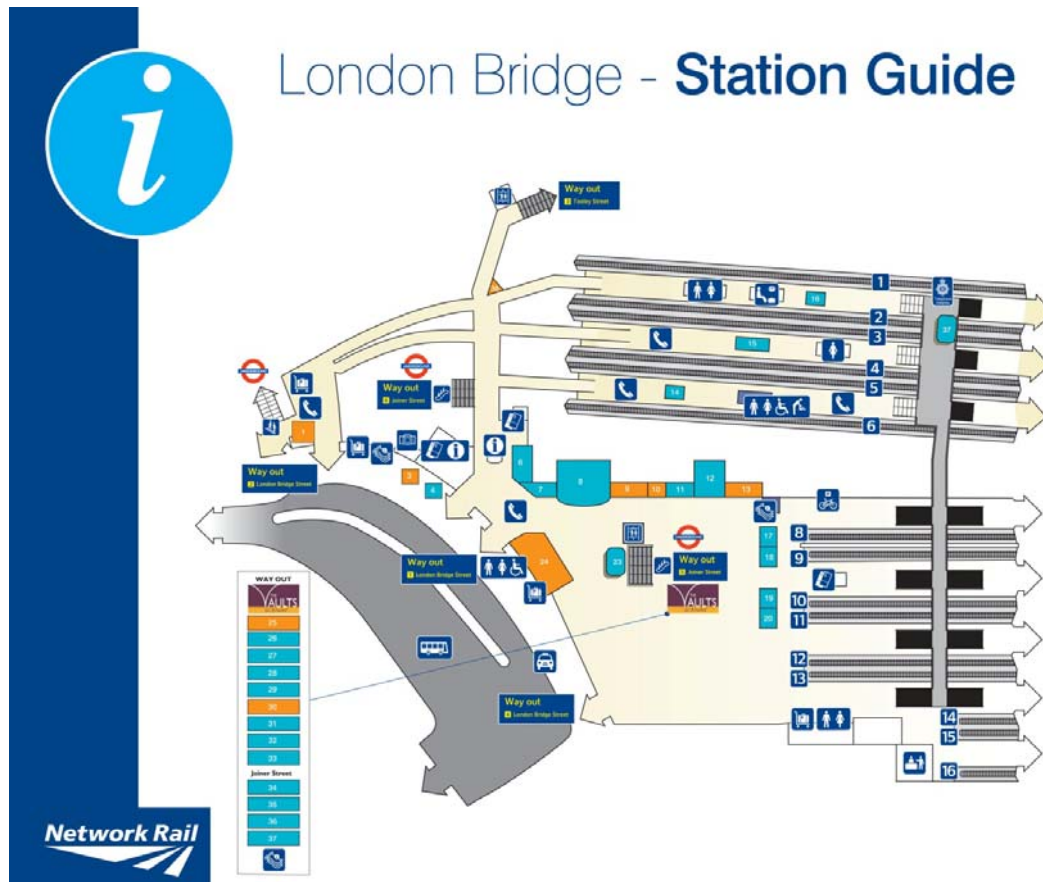 i
London Bridge - Station Guide
Way out
Tooley Street
1
16
2
3
37
15
4
5
14
6
Way out
Joiner Street
1
Way out
London Bridge Street
3
4
6
7
8
9
10
11
12
13
i
i
Way out
London Bridge Street
24
23
Way out
Joiner Street
17
18
19
20
8
9
10
11
12
13
14
15
16
Way out
London Bridge Street
WAY OUT
THE
VAULTS
THE
VAULTS
25
26
27
28
29
30
31
32
33
Joiner Street
34
35
36
37
Network Rail